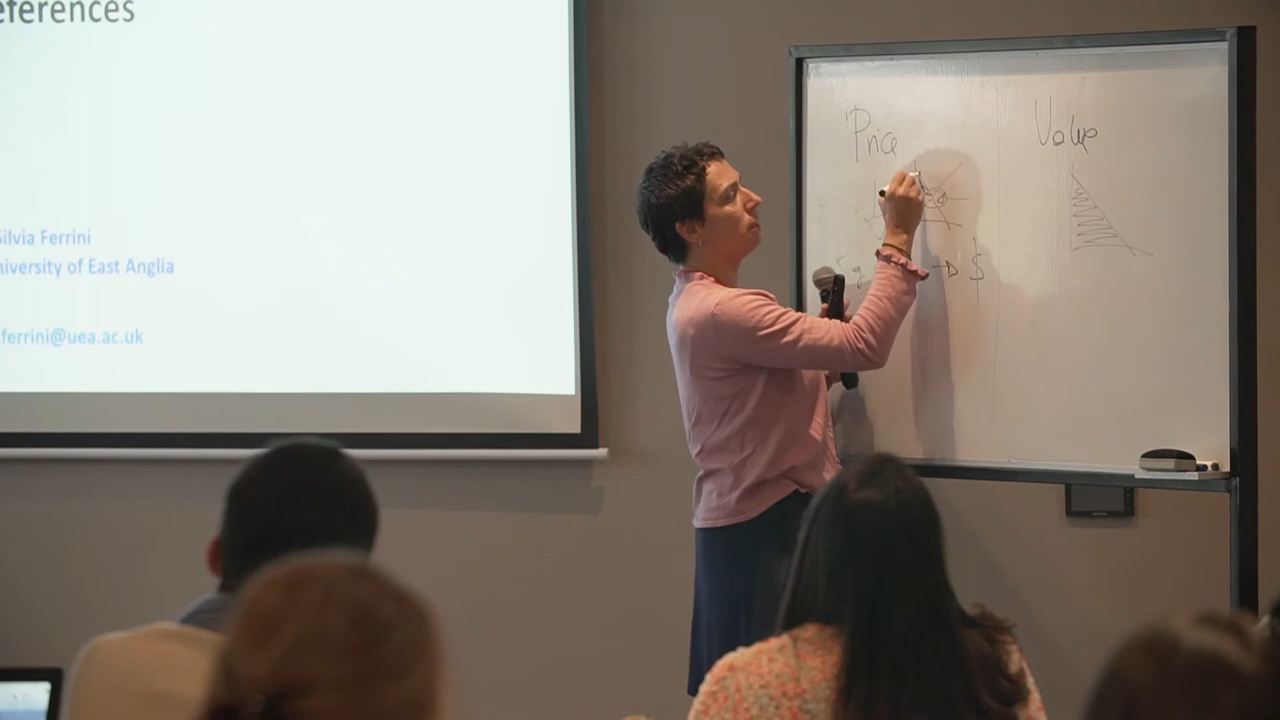 eferences
Silvia Ferrini
niversity of East Anglia
ferrini@uea.ac.uk
Price
Value
$